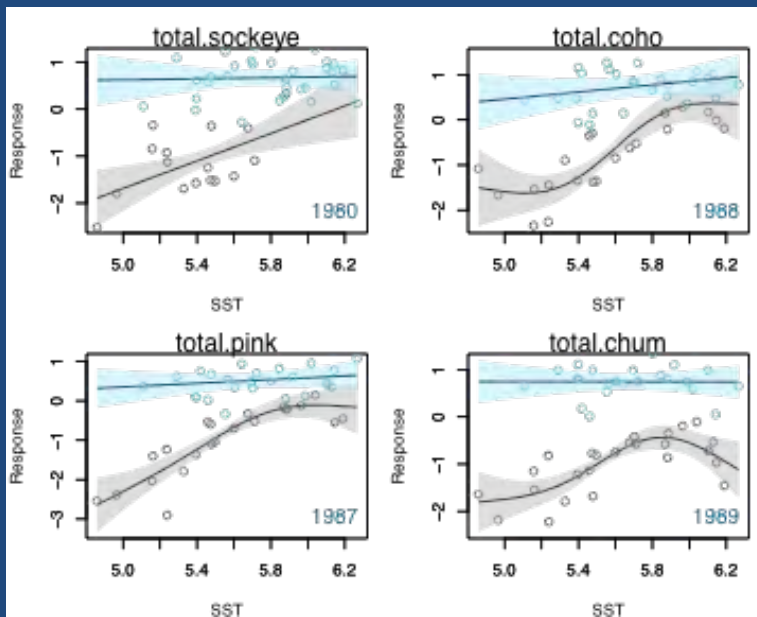 total.sockeye
Response
1
0
-1
-2
1980
5.0 5.4 5.8 6.2
SST
total.coho
Response
1
0
-1
-2
1988
5.0 5.4 5.8 6.2
SST
total.pink
Response
1
0
-1
-2
-3
1987
5.0 5.4 5.8 6.2
SST
total.chum
Response
1
0
-1
-2
1989
5.0 5.4 5.8 6.2
SST